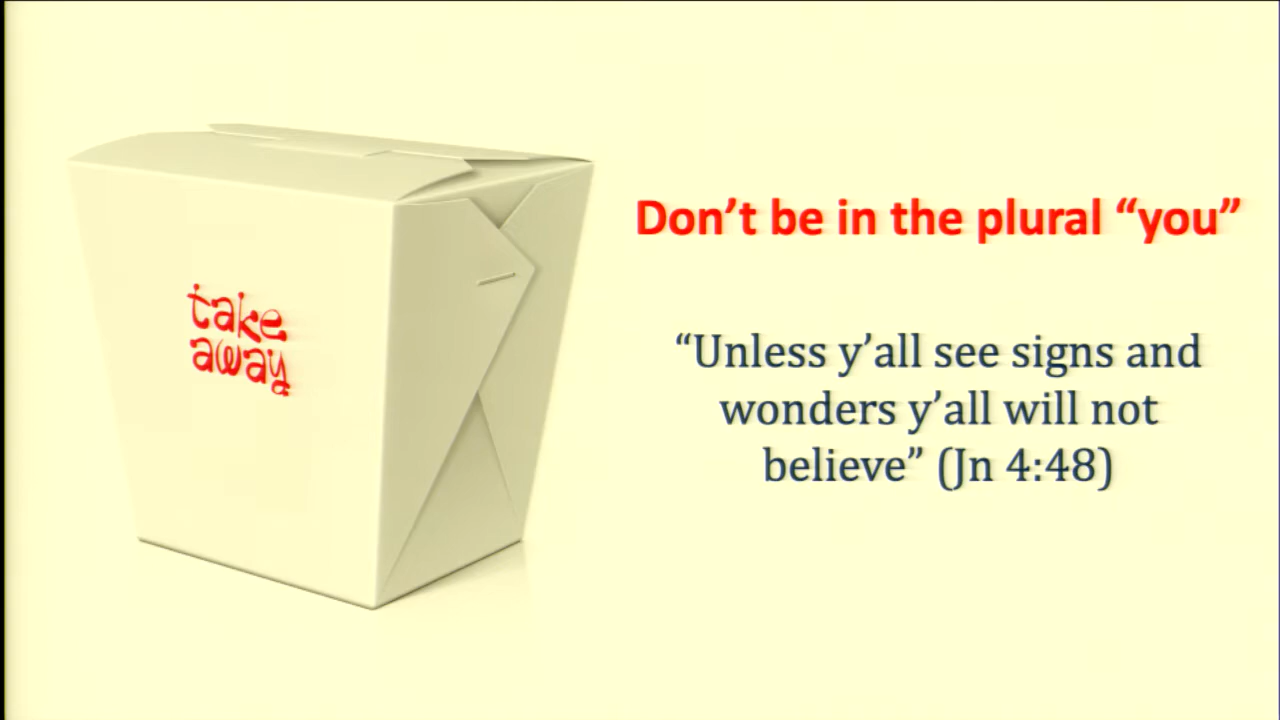 take
away
Don’t be in the plural “you”
“Unless y’all see signs and
wonders y’all will not
believe” (Jn 4:48)